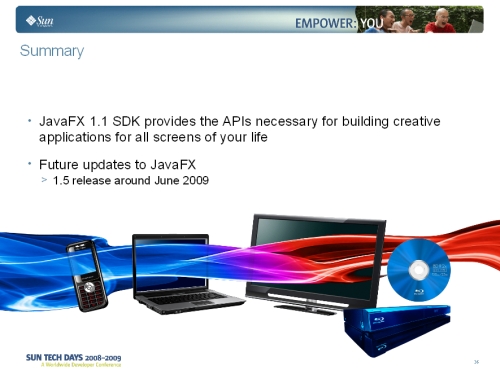 Sun
EMPOWER: YOU
Summary
• JavaFX 1.1 SDK provides the APIs necessary for building creative
applications for all screens of your life
• Future updates to JavaFX
> 1.5 release around June 2009
SUN TECH DAYS 2008–2009
A Worldwide Developer Conference